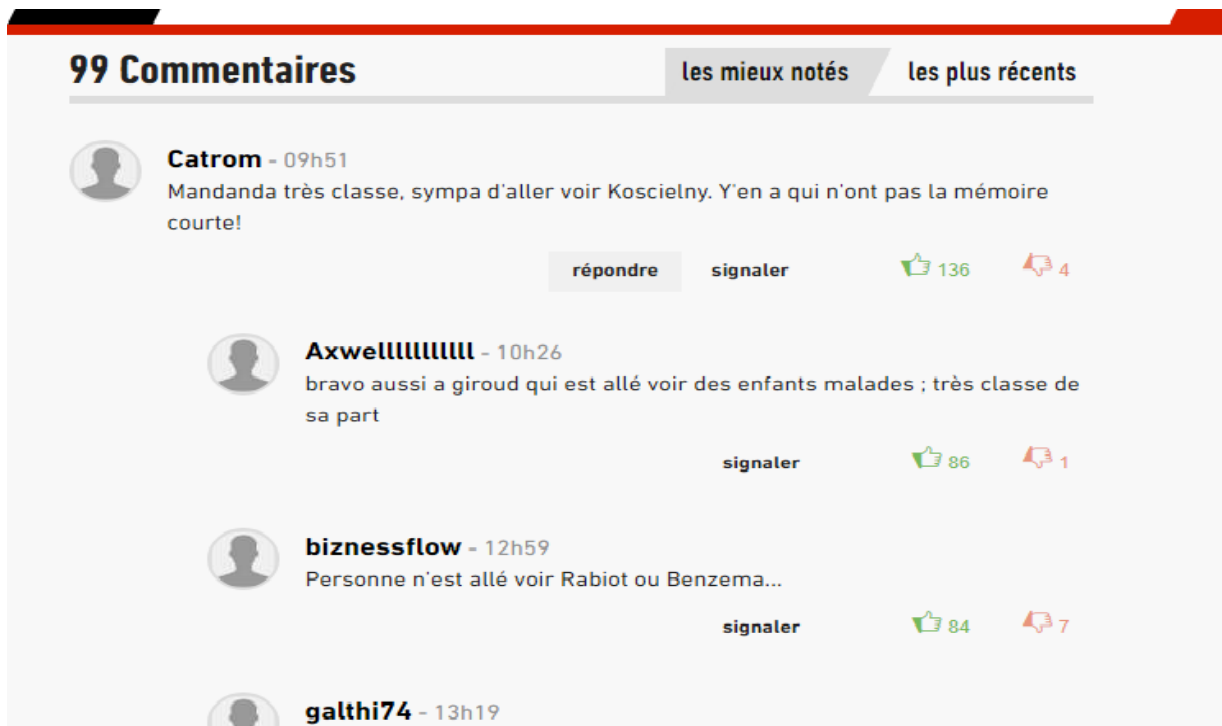 99 Commentaires
les mieux notés
les plus récents
Catrom - 09h51
Mandanda très classe, sympa d'aller voir Koscielny. Y'en a qui n'ont pas la mémoire
courte!
répondre signaler 136 4
Axwelllllllllll - 10h26
bravo aussi a giroud qui est allé voir des enfants malades ; très classe de
sa part
signaler 86 1
biznessflow - 12h59
Personne n'est allé voir Rabiot ou Benzema...
signaler 84 7
galthi74 - 13h19